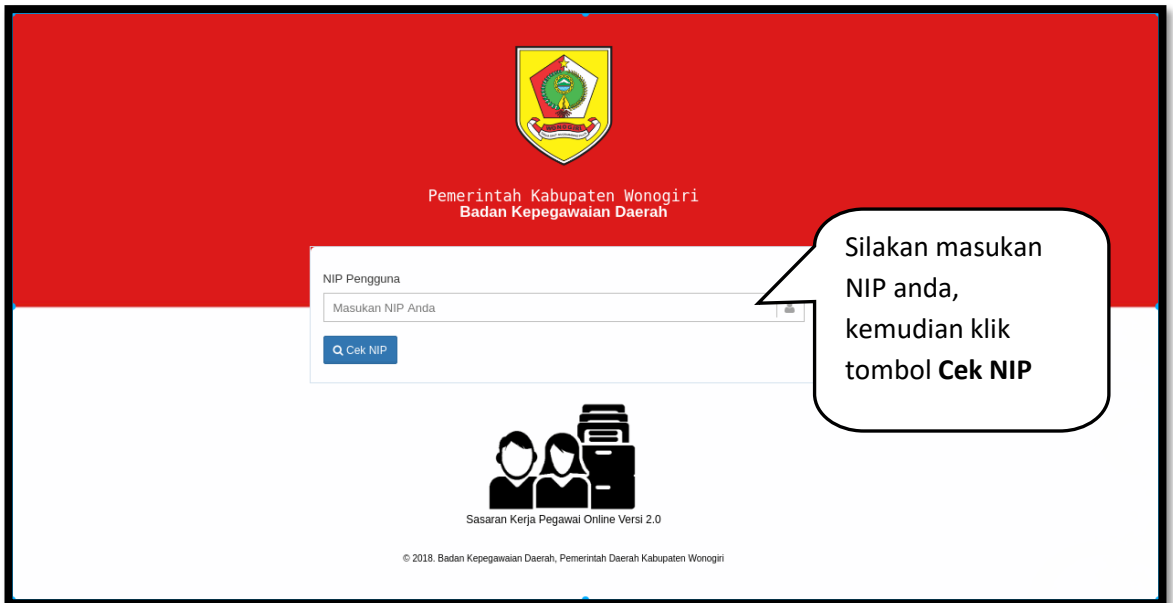 WONOGIRI
Pemerintah Kabupaten Wonogiri
Badan Kepegawaian Daerah
NIP Pengguna
Masukan NIP Anda
Cek NIP
Silakan masukan
NIP anda,
kemudian klik
tombol Cek NIP
Sasaran Kerja Pegawai Online Versi 2.0
© 2018. Badan Kepegawaian Daerah, Pemerintah Daerah Kabupaten Wonogiri